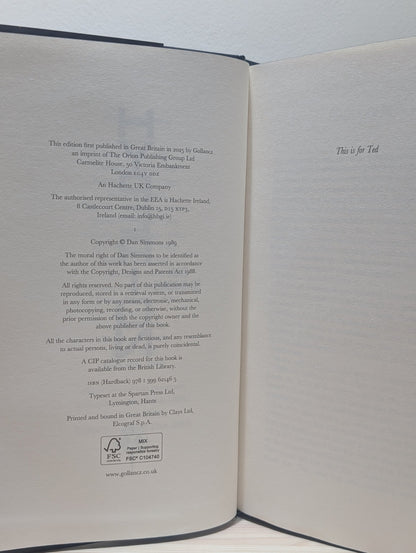 This edition first published in Great Britain in 2025 by Gollancz
an imprint of The Orion Publishing Group Ltd
Carmelite House, 50 Victoria Embankment
London EC4Y 0DZ
An Hachette UK Company
The authorised representative in the EEA is Hachette Ireland,
8 Castlecourt Centre, Dublin 15, D15 XTP3,
Ireland (email: info@hbgi.ie)
1
Copyright © Dan Simmons 1989
The moral right of Dan Simmons to be identified as
the author of this work has been asserted in accordance
with the Copyright, Designs and Patents Act 1988.
All rights reserved. No part of this publication may be
reproduced, stored in a retrieval system, or transmitted
in any form or by any means, electronic, mechanical,
photocopying, recording, or otherwise, without the
prior permission of both the copyright owner and the
above publisher of this book.
All the characters in this book are fictitious, and any resemblance
to actual persons, living or dead, is purely coincidental.
A CIP catalogue record for this book is
available from the British Library.
ISBN (Hardback) 978 1 399 62146 5
Typeset at the Spartan Press Ltd,
Lymington, Hants
Printed and bound in Great Britain by Clays Ltd,
Elcograf S.p.A.
FSC
MIX
Paper | Supporting
responsible forestry
FSC® C104740
www.gollancz.co.uk
This is for Ted